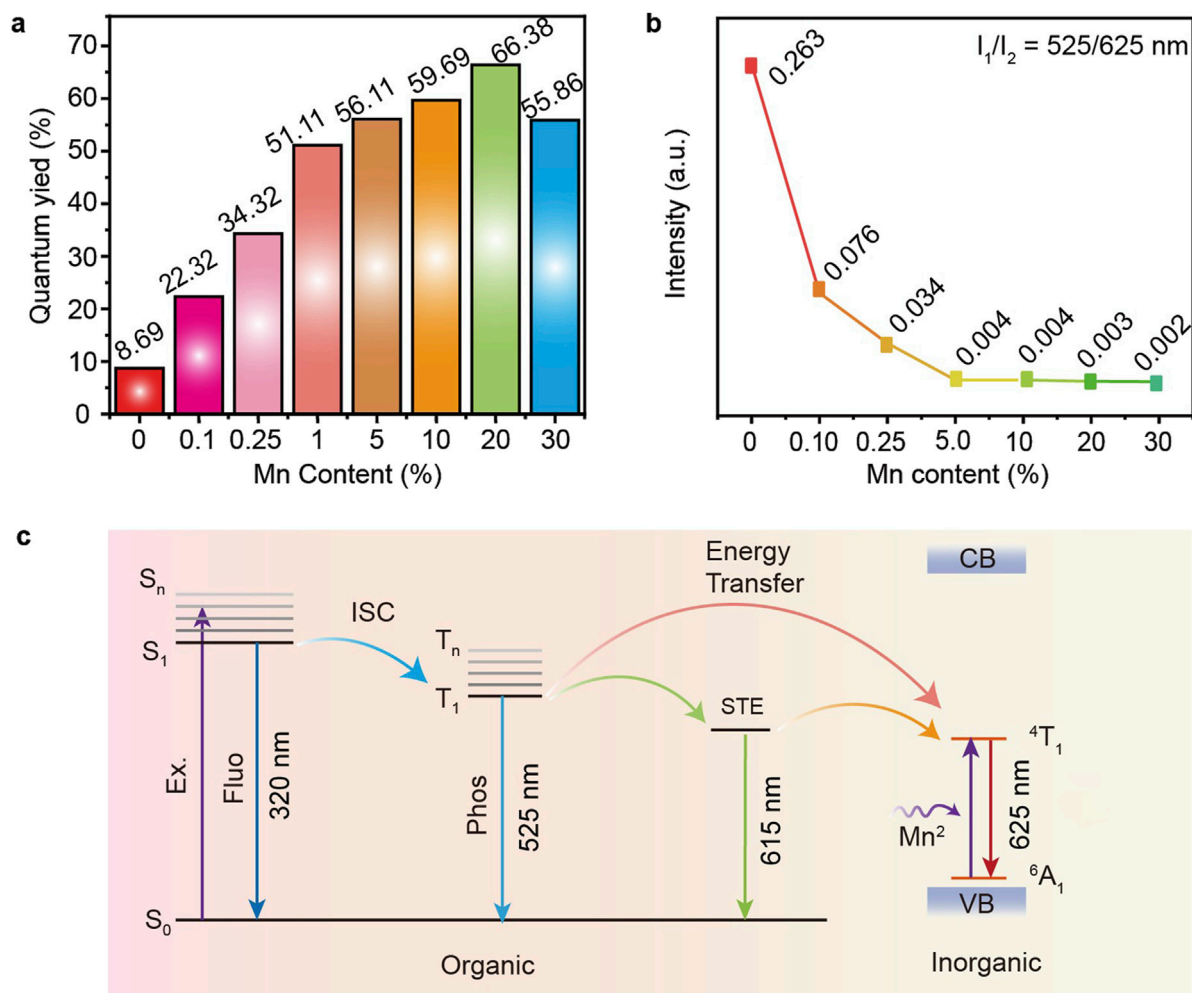 a
Quantum yied (%)
70
60
50
40
30
20
10
0
8.69
22.32
34.32
51.11
56.11
59.69
66.38
55.86
0 0.1 0.25 1 5 10 20 30
Mn Content (%)
b
I₁/I₂ = 525/625 nm
Intensity (a.u.)
0.263
0.076
0.034
0.004
0.004
0.003
0.002
0 0.10 0.25 5.0 10 20 30
Mn content (%)
c
Sₙ
S₁
S₀
Ex.
Fluo
320 nm
ISC
Tₙ
T₁
Phos
525 nm
Energy
Transfer
STE
615 nm
CB
⁴T₁
Mn²
625 nm
⁶A₁
VB
Organic
Inorganic